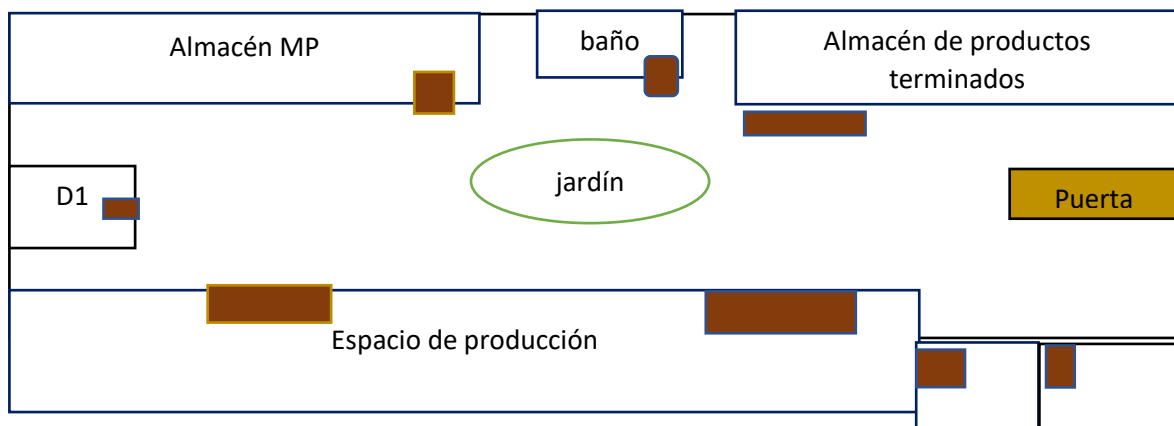 Almacén MP
baño
Almacén de productos
terminados
D1
jardín
Puerta
Espacio de producción